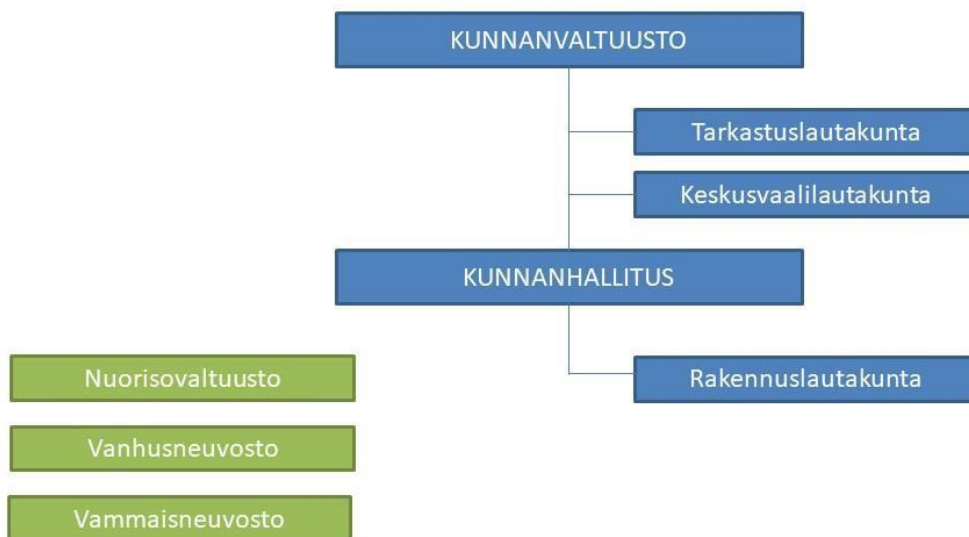 KUNNANVALTUUSTO
Tarkastuslautakunta
Keskusvaalilautakunta
KUNNANHALLITUS
Nuorisovaltuusto
Rakennuslautakunta
Vanhusneuvosto
Vammaisneuvosto